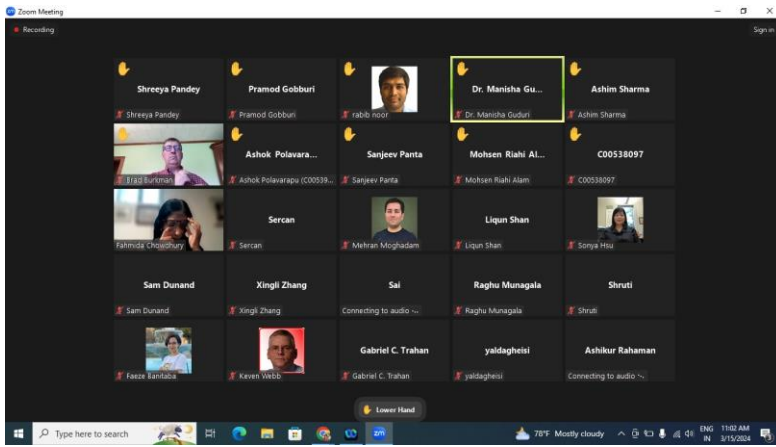 Zoom Meeting
Recording
Sign in
Shreeya Pandey
Pramod Gobburi
Dr. Manisha Gu...
Ashim Sharma
Shreeya Pandey
Pramod Gobburi
rabib noor
Dr. Manisha Guduri
Ashim Sharma
Ashok Polavara...
Sanjeev Panta
Mohsen Riahi Al...
C00538097
Brad Burkman
Ashok Polavarapu (C00539...
Sanjeev Panta
Mohsen Riahi Alam
C00538097
Sercan
Liqun Shan
Fahmida Chowdhury
Sercan
Mehran Moghadam
Liqun Shan
Sonya Hsu
Sam Dunand
Xingli Zhang
Sai
Raghu Munagala
Shruti
Sam Dunand
Xingli Zhang
Connecting to audio
Raghu Munagala
Shruti
Gabriel C. Trahan
yaldagheisi
Ashikur Rahaman
Faeze Banitaba
Keven Webb
Gabriel C. Trahan
yaldagheisi
Connecting to audio
Lower Hand
Type here to search
zm
78°F Mostly cloudy
ENG
IN
11:02 AM
3/15/2024